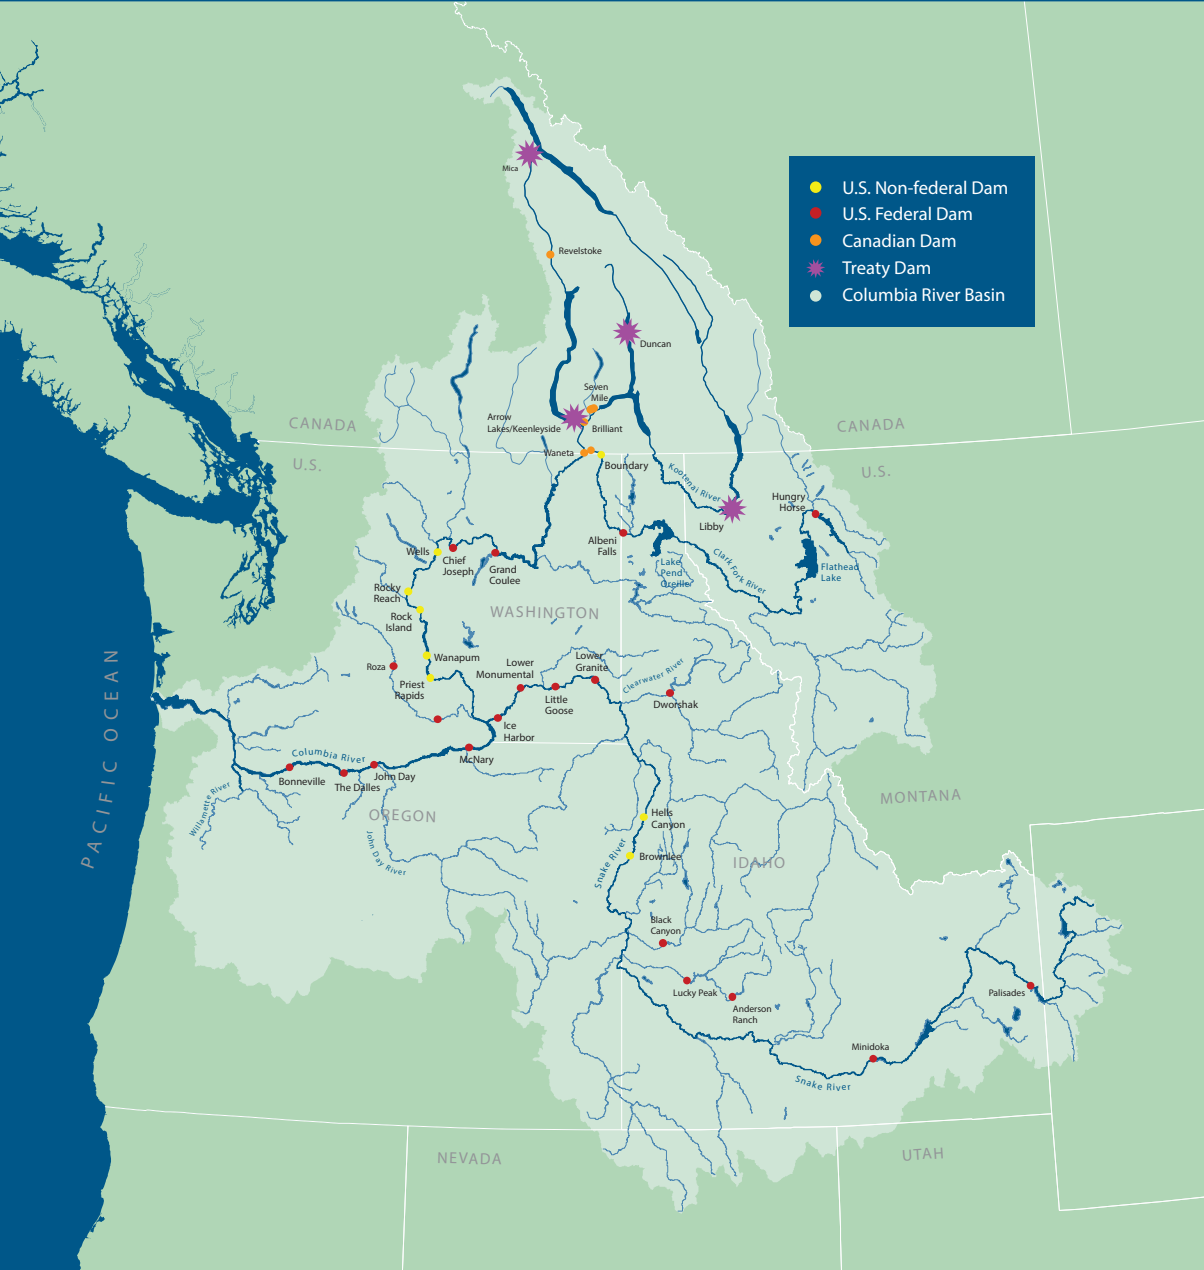 Mica
U.S. Non-federal Dam
U.S. Federal Dam
Canadian Dam
Treaty Dam
Columbia River Basin
Revelstoke
Duncan
Seven
Mile
Arrow
Lakes/Keenleyside
Brilliant
CANADA
CANADA
Waneta
Boundary
U.S.
U.S.
Kootenai River
Hungry
Horse
Libby
Albeni
Falls
Wells
Chief
Joseph
Grand
Coulee
Lake
Pend
Oreille
Clark Fork River
Flathead
Lake
Rocky
Reach
Rock
Island
WASHINGTON
Wanapum
Roza
Priest
Rapids
Lower
Monumental
Lower
Granite
Little
Goose
Clearwater River
Dworshak
Ice
Harbor
McNary
PACIFIC OCEAN
Columbia River
Bonneville
The Dalles
John Day
Willamette River
OREGON
John Day River
MONTANA
Hells
Canyon
Snake River
Brownlee
IDAHO
Black
Canyon
Lucky Peak
Anderson
Ranch
Palisades
Minidoka
Snake River
NEVADA
UTAH